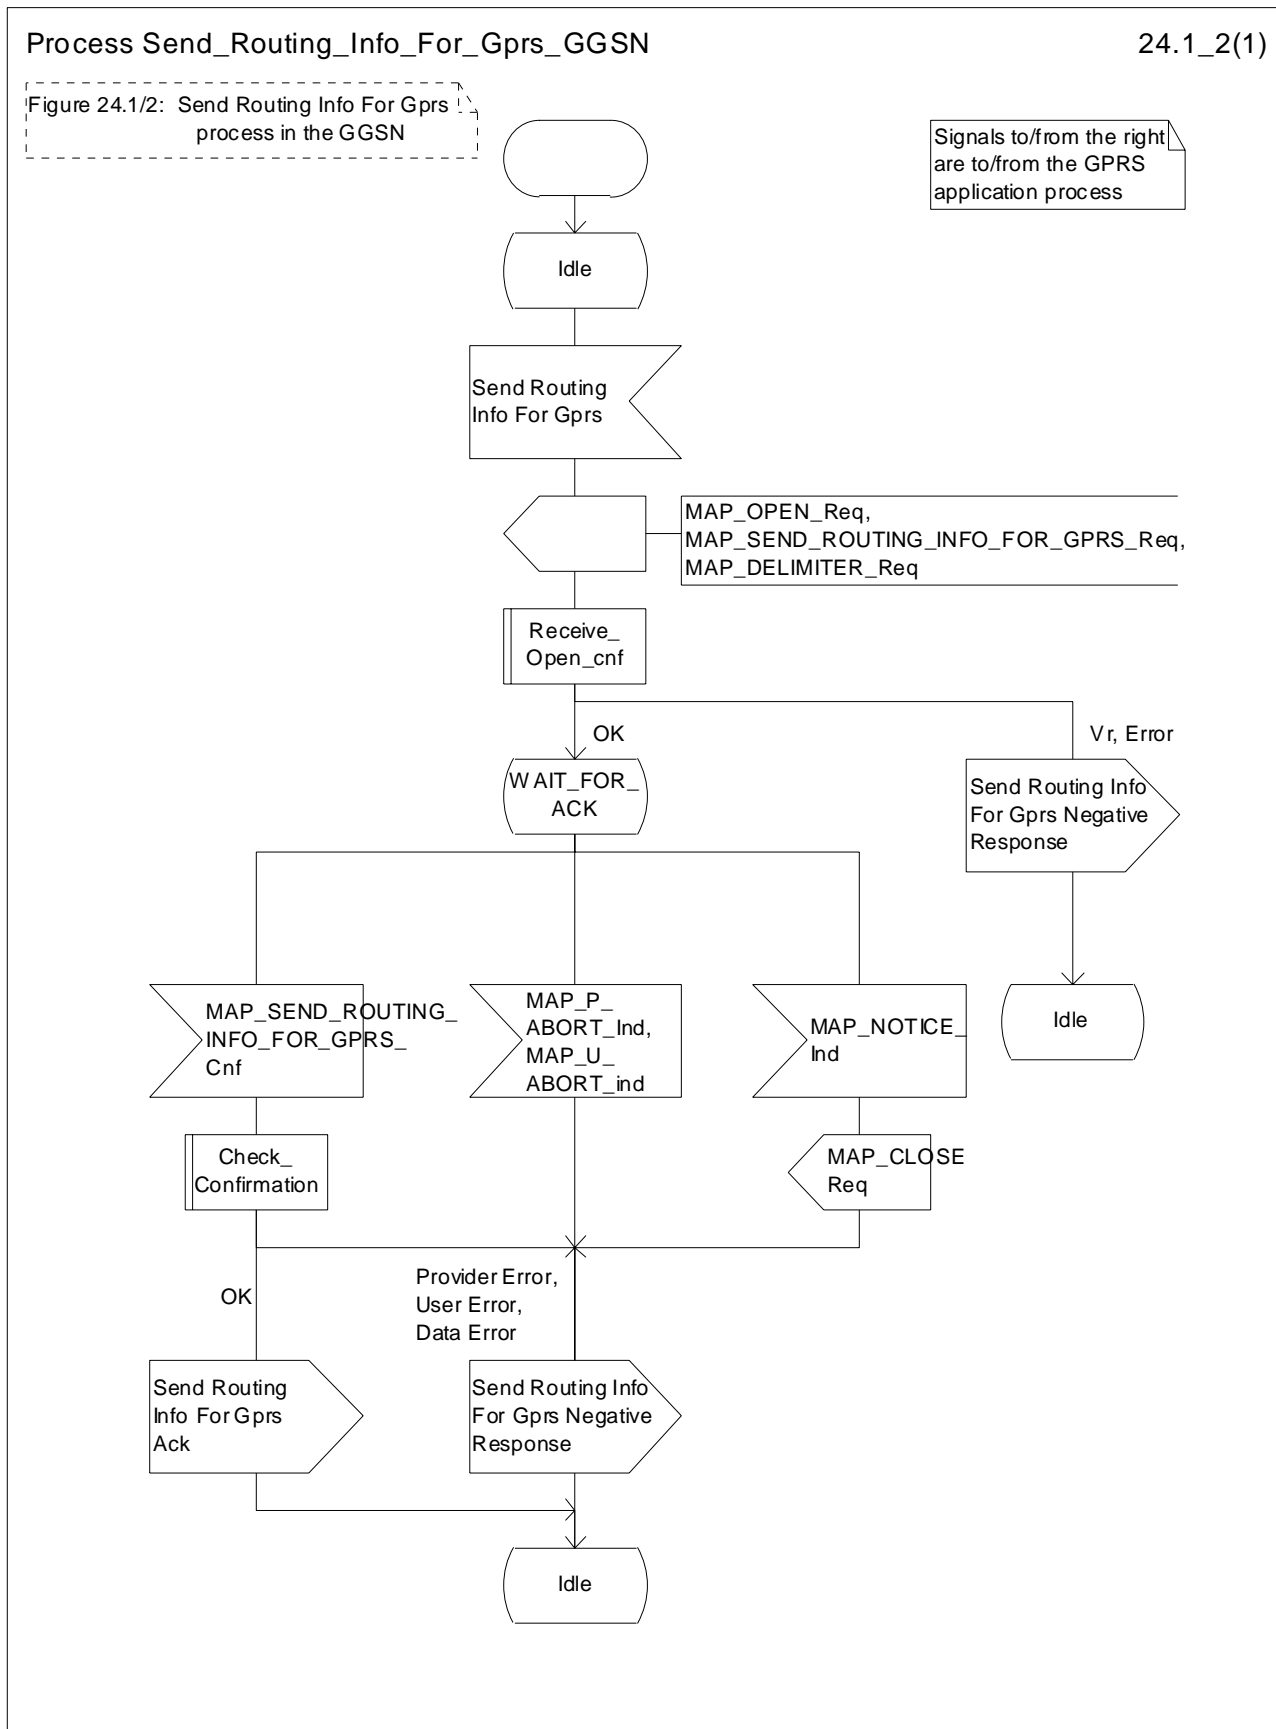 Process Send_Routing_Info_For_Gprs_GGSN
24.1_2(1)
Figure 24.1/2: Send Routing Info For Gprs
process in the GGSN
Signals to/from the right
are to/from the GPRS
application process
Idle
Send Routing
Info For Gprs
MAP_OPEN_Req,
MAP_SEND_ROUTING_INFO_FOR_GPRS_Req,
MAP_DELIMITER_Req
Receive_
Open_cnf
OK
Vr, Error
WAIT_FOR_
ACK
Send Routing Info
For Gprs Negative
Response
MAP_SEND_ROUTING_
INFO_FOR_GPRS_
Cnf
MAP_P_
ABORT_Ind,
MAP_U_
ABORT_ind
MAP_NOTICE_
Ind
Idle
Check_
Confirmation
MAP_CLOSE
Req
OK
Provider Error,
User Error,
Data Error
Send Routing
Info For Gprs
Ack
Send Routing Info
For Gprs Negative
Response
Idle